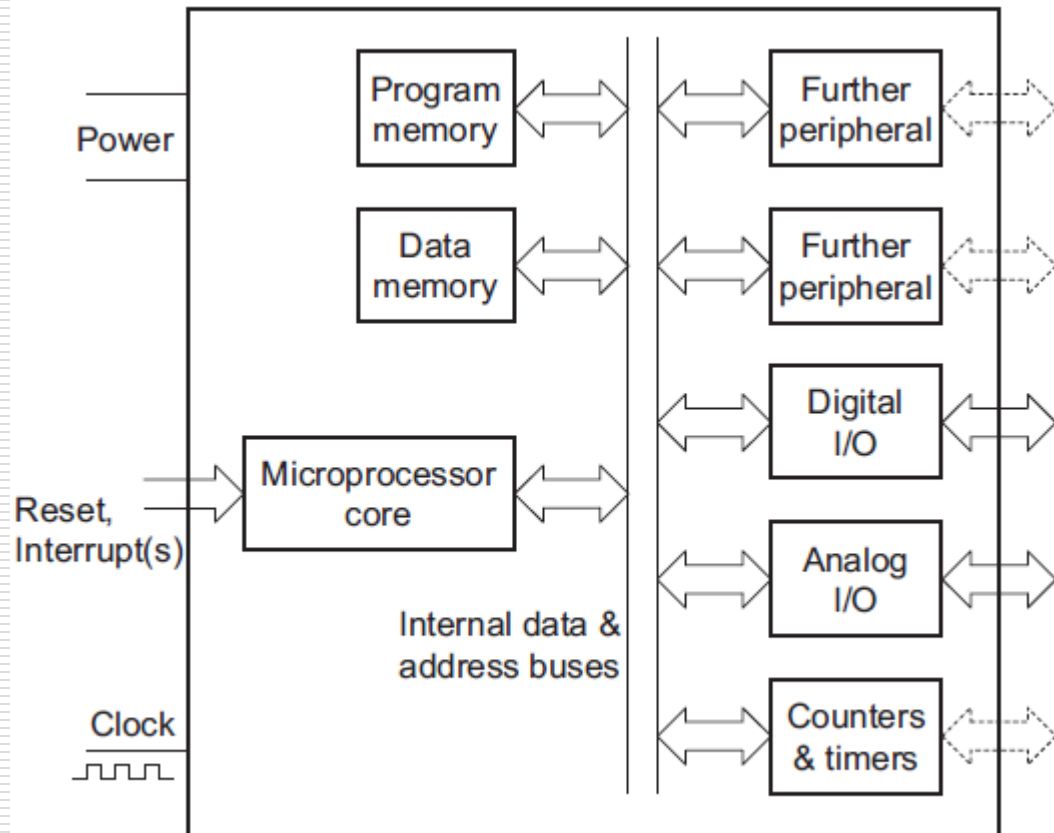 Power
Program
memory
Further
peripheral
Data
memory
Further
peripheral
Digital
I/O
Reset,
Interrupt(s)
Microprocessor
core
Analog
I/O
Internal data &
address buses
Clock
Counters
& timers